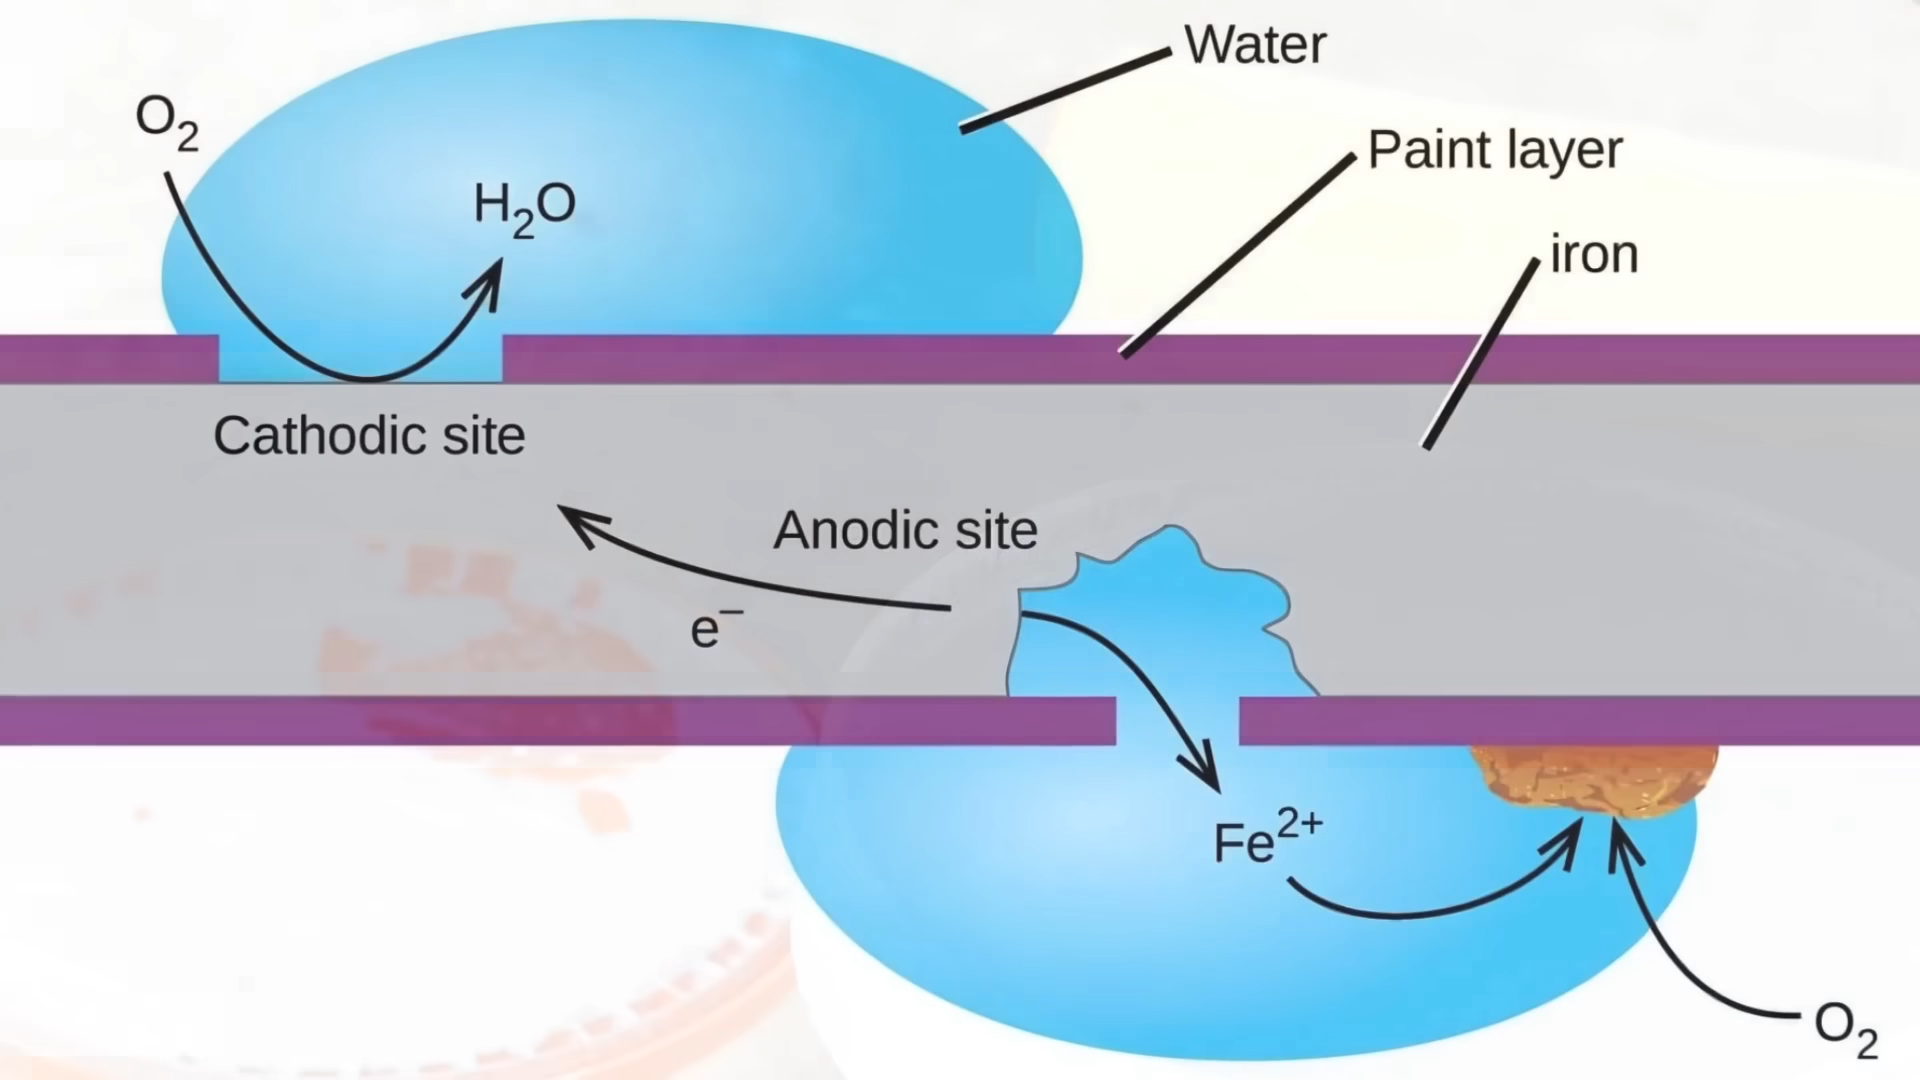 Water
O₂
Paint layer
H₂O
iron
Cathodic site
Anodic site
e⁻
Fe²⁺
O₂